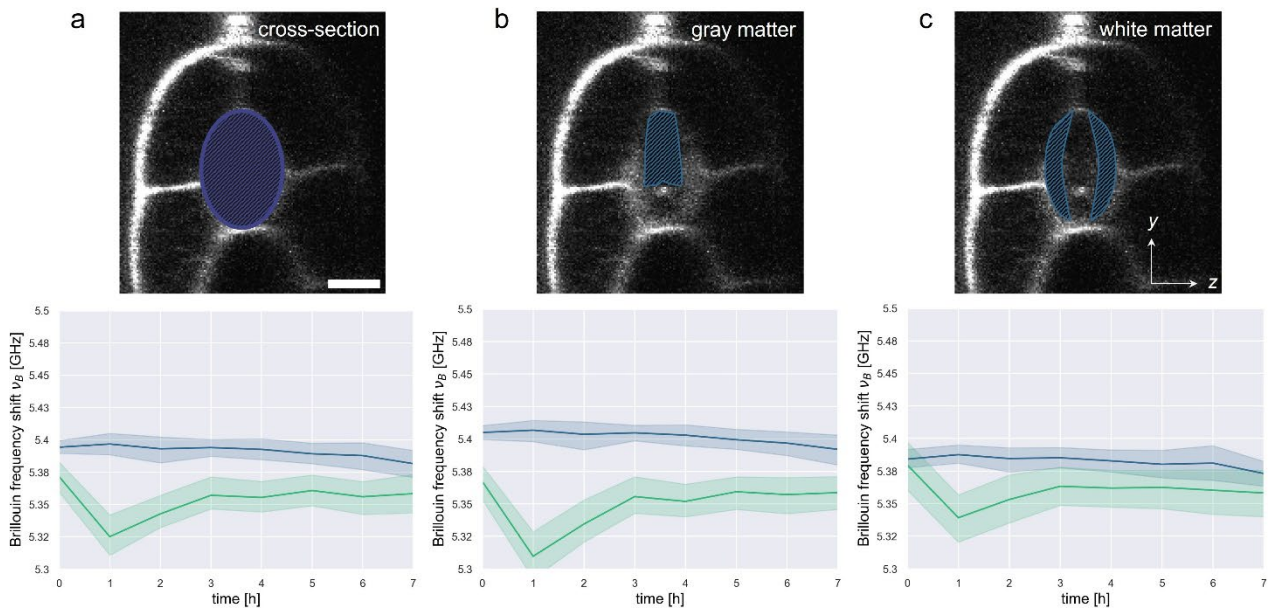 a
cross-section
b
gray matter
c
white matter
y
z
Brillouin frequency shift ν_B [GHz]
5.5
5.48
5.45
5.43
5.4
5.38
5.35
5.32
5.3
0 1 2 3 4 5 6 7
time [h]
Brillouin frequency shift ν_B [GHz]
5.5
5.48
5.45
5.43
5.4
5.38
5.35
5.32
5.3
0 1 2 3 4 5 6 7
time [h]
Brillouin frequency shift ν_B [GHz]
5.5
5.48
5.45
5.43
5.4
5.38
5.35
5.32
5.3
0 1 2 3 4 5 6 7
time [h]